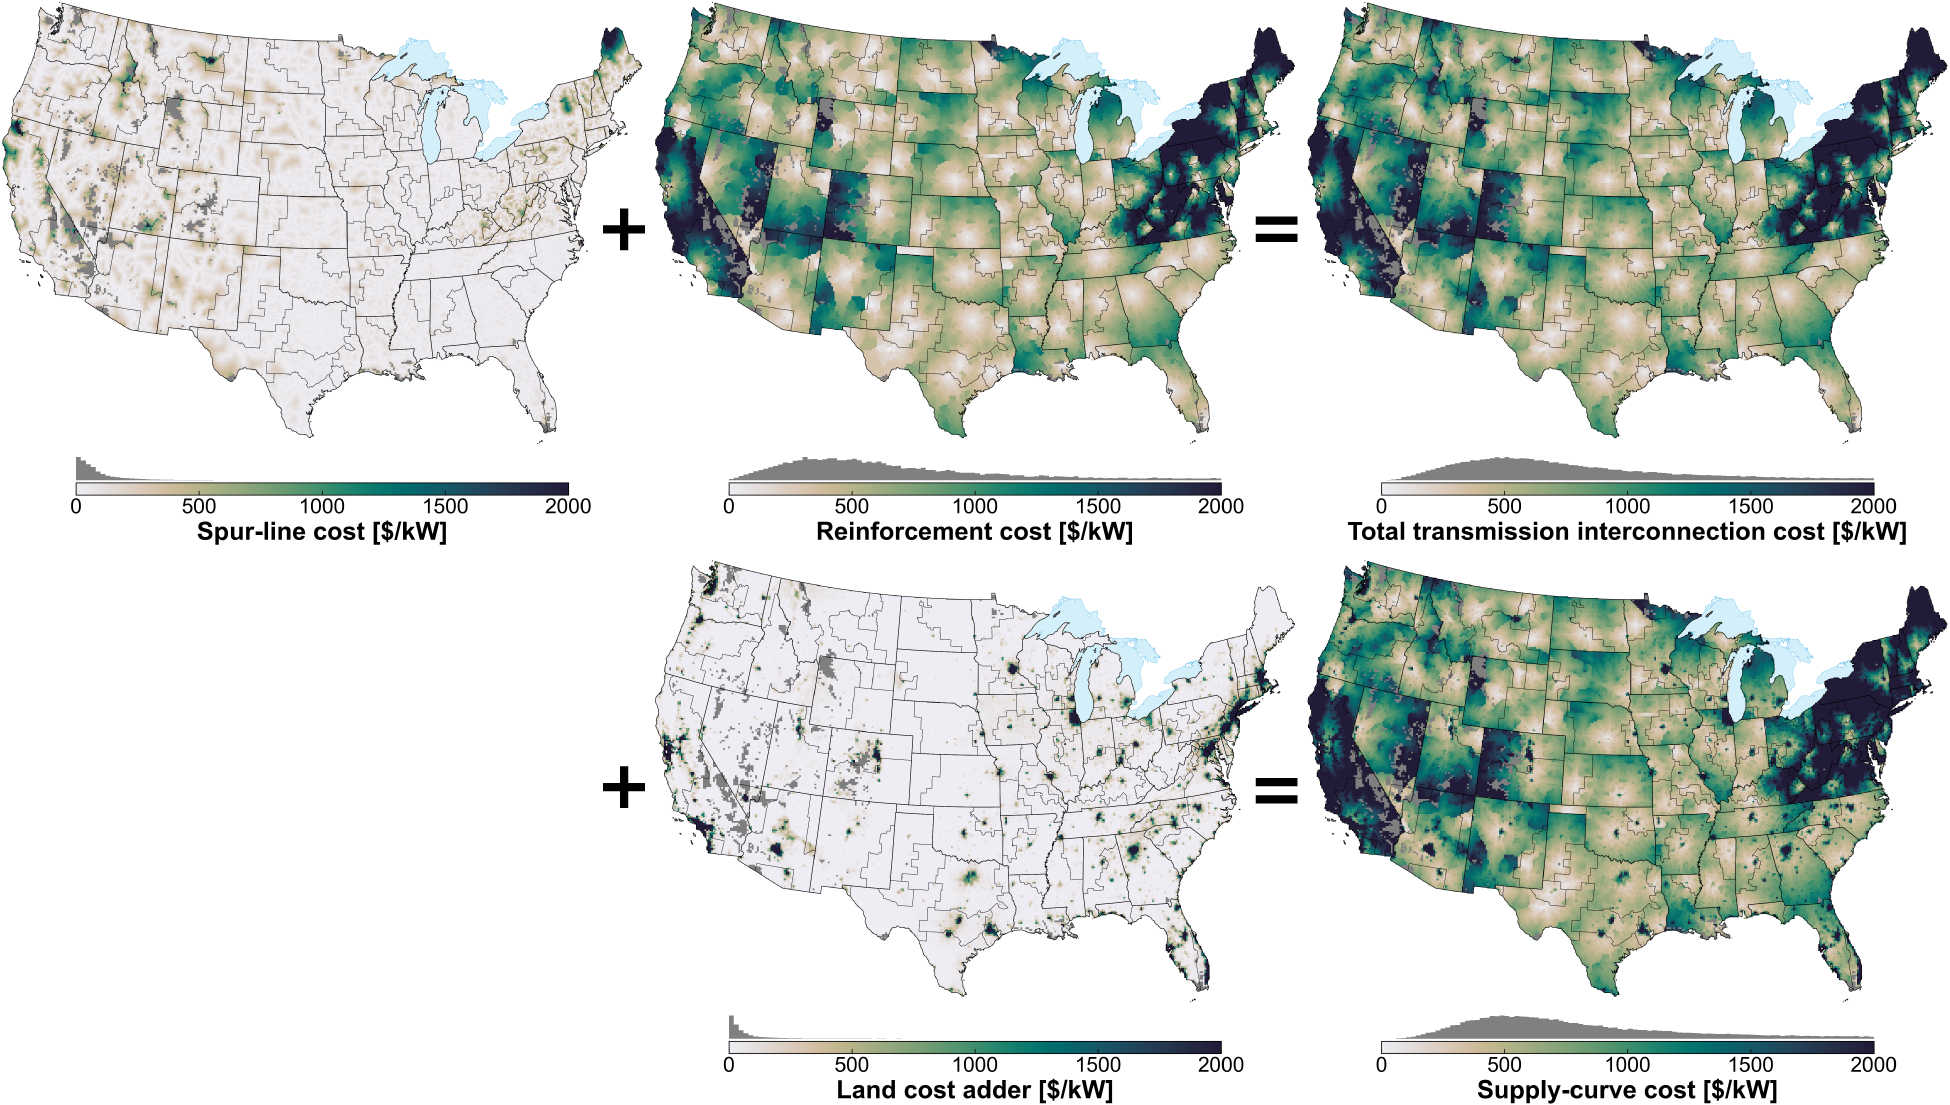 +
=
0 500 1000 1500 2000
Spur-line cost [$/kW]
0 500 1000 1500 2000
Reinforcement cost [$/kW]
0 500 1000 1500 2000
Total transmission interconnection cost [$/kW]
+
=
0 500 1000 1500 2000
Land cost adder [$/kW]
0 500 1000 1500 2000
Supply-curve cost [$/kW]